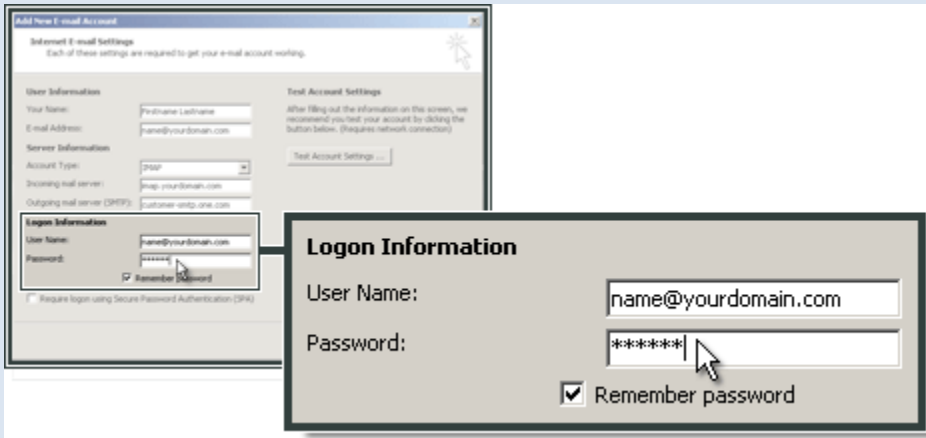 Add New E-mail Account
Internet E-mail Settings
Each of these settings are required to get your e-mail account working.
User Information
Your Name:
Firstname Lastname
E-mail Address:
name@yourdomain.com
Server Information
Account Type:
IMAP
Incoming mail server:
imap.yourdomain.com
Outgoing mail server (SMTP):
customer-smtp.one.com
Logon Information
User Name:
name@yourdomain.com
Password:
******
Remember password
Require logon using Secure Password Authentication (SPA)
Test Account Settings
After filling out the information on this screen, we
recommend you test your account by clicking the
button below. (Requires network connection)
Test Account Settings ...
Logon Information
User Name:
name@yourdomain.com
Password:
******
Remember password